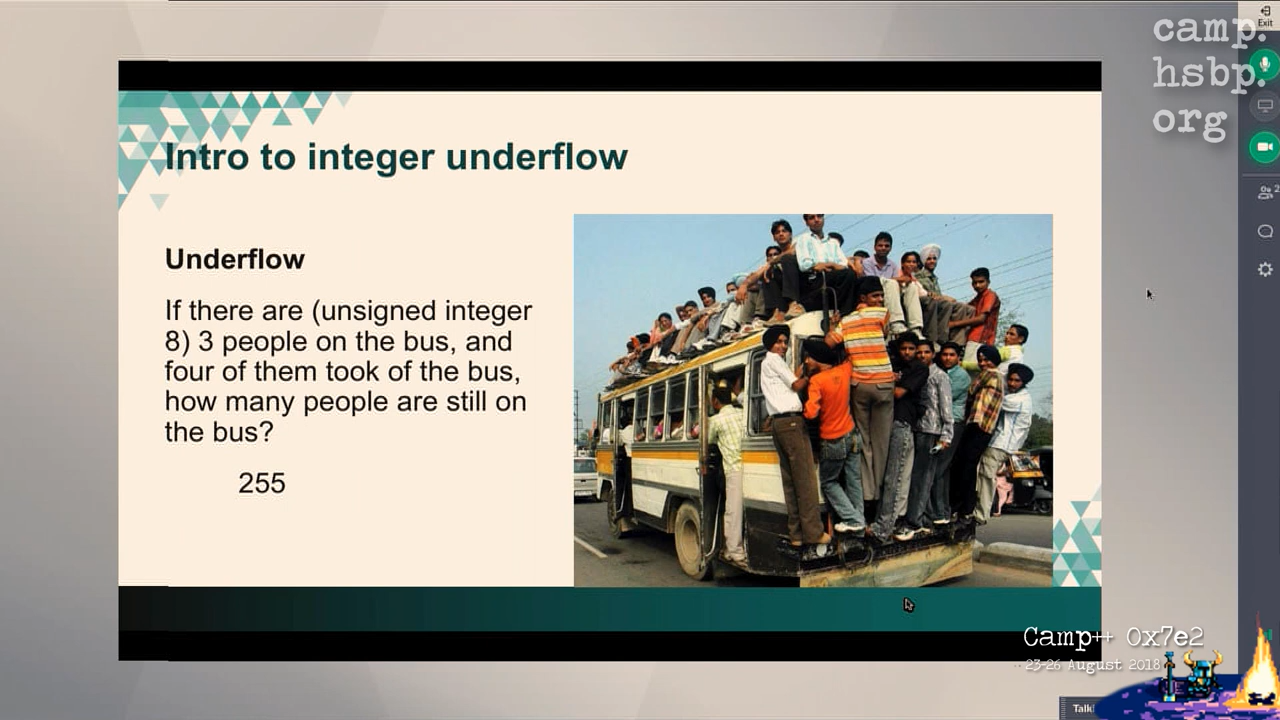 Exit
camp.
hsbp.
org
Intro to integer underflow
Underflow
If there are (unsigned integer
8) 3 people on the bus, and
four of them took of the bus,
how many people are still on
the bus?
255
2
Camp++ 0x7e2
23-26 August 2018
Talk